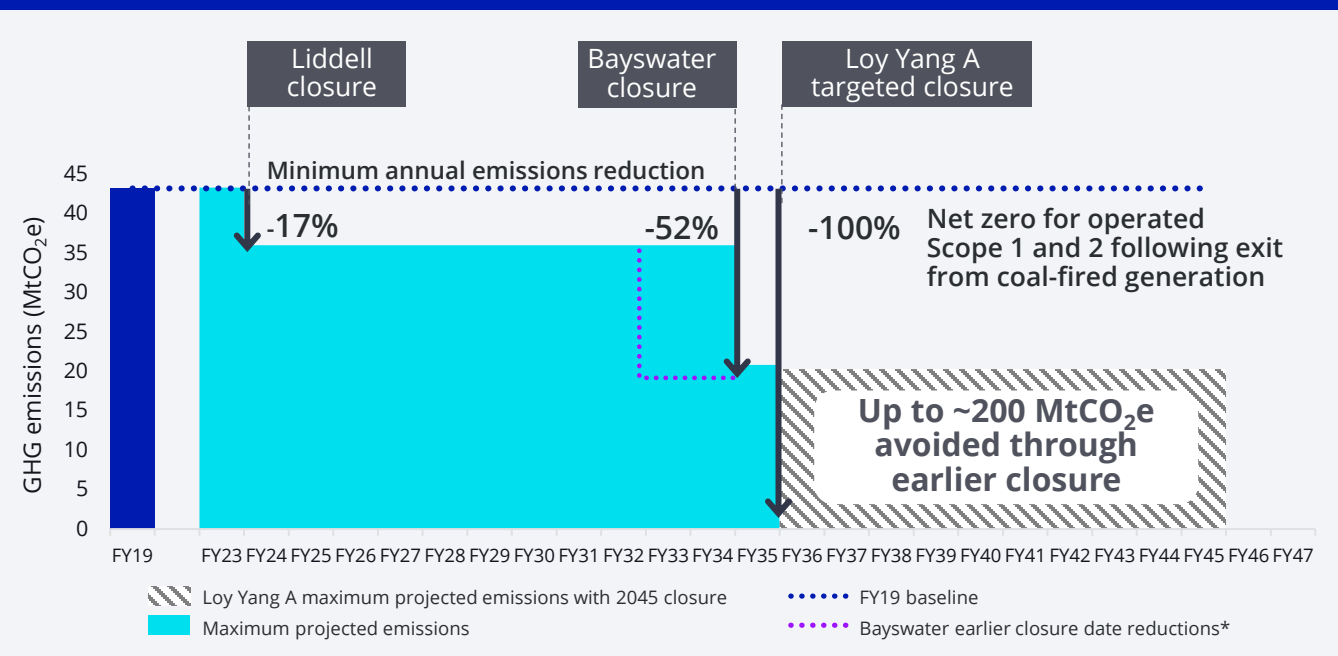 Liddell
closure
Bayswater
closure
Loy Yang A
targeted closure
Minimum annual emissions reduction
-17%
-52%
-100%
Net zero for operated
Scope 1 and 2 following exit
from coal-fired generation
Up to ~200 MtCO₂e
avoided through
earlier closure
GHG emissions (MtCO₂e)
45
40
35
30
25
20
15
10
5
0
FY19 FY23 FY24 FY25 FY26 FY27 FY28 FY29 FY30 FY31 FY32 FY33 FY34 FY35 FY36 FY37 FY38 FY39 FY40 FY41 FY42 FY43 FY44 FY45 FY46 FY47
Loy Yang A maximum projected emissions with 2045 closure
FY19 baseline
Maximum projected emissions
Bayswater earlier closure date reductions*